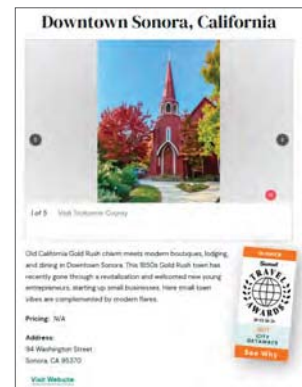 Downtown Sonora, California
1 of 5 Visit Tuolumne County
Old California Gold Rush charm meets modern boutiques, lodging,
and dining in Downtown Sonora. This 1850s Gold Rush town has
recently gone through a revitalization and welcomed new young
entrepreneurs, starting up small businesses. Here small town
vibes are complemented by modern flares.
Pricing: N/A
Address:
94 Washington Street
Sonora, CA 95370
Visit Website
Sunset
TRAVEL
AWARDS
CITY
GETAWAYS
See Why